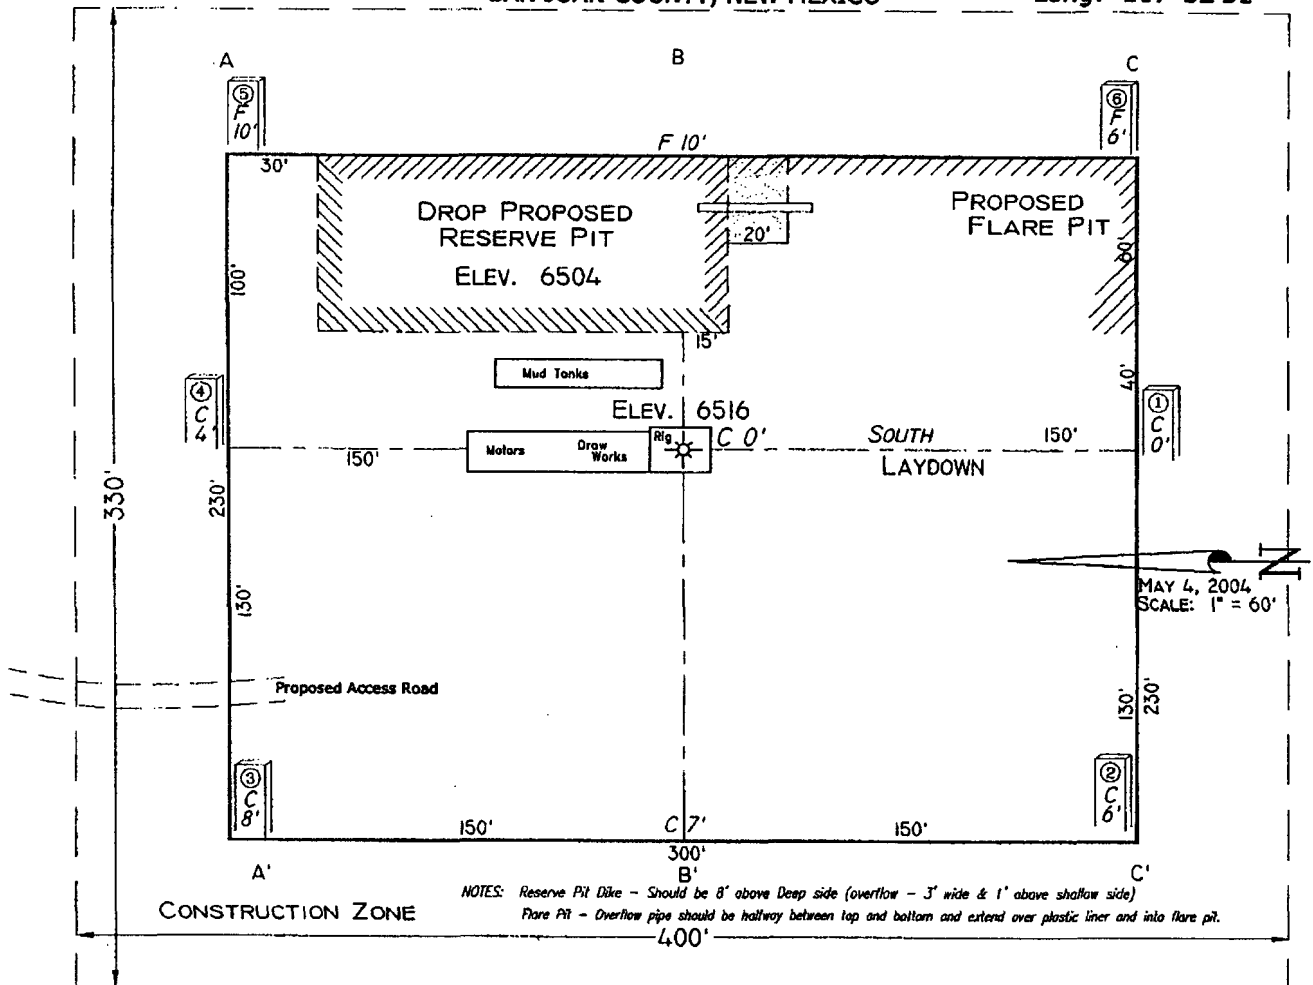 A
B
C
⑤
F
10'
⑥
F
6'
30'
F 10'
DROP PROPOSED
RESERVE PIT
ELEV. 6504
20'
PROPOSED
FLARE PIT
60'
100'
15'
40'
Mud Tanks
④
C
4'
ELEV. 6516
①
C
0'
Rig
C 0'
Motors
Draw
Works
150'
SOUTH
150'
LAYDOWN
330'
230'
N
MAY 4, 2004
SCALE: 1" = 60'
130'
Proposed Access Road
130'
230'
③
C
8'
②
C
6'
150'
C 7'
150'
300'
A'
B'
C'
NOTES: Reserve Pit Dike - Should be 8' above Deep side (overflow - 3' wide & 1' above shallow side)
CONSTRUCTION ZONE
Flare Pit - Overflow pipe should be halfway between top and bottom and extend over plastic liner and into flare pit.
400'